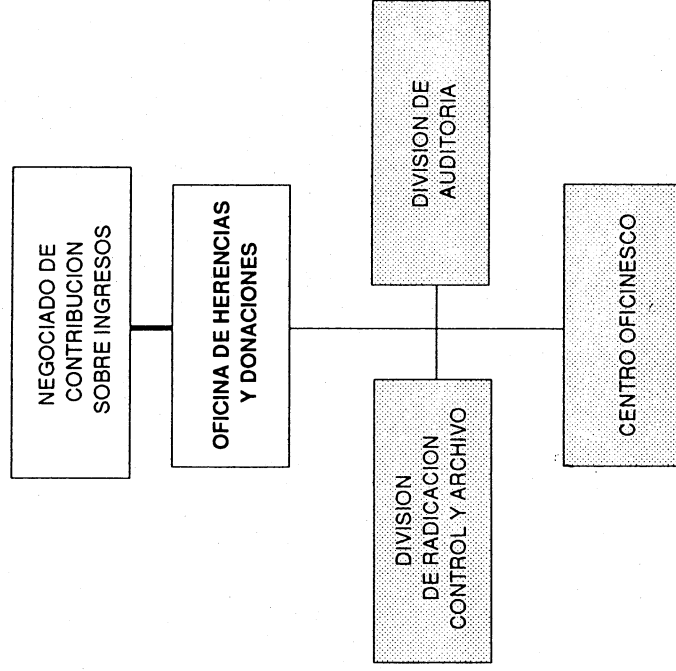 NEGOCIADO DE
CONTRIBUCION
SOBRE INGRESOS
OFICINA DE HERENCIAS
Y DONACIONES
DIVISION
DE RADICACION
CONTROL Y ARCHIVO
DIVISION DE
AUDITORIA
CENTRO OFICINESCO